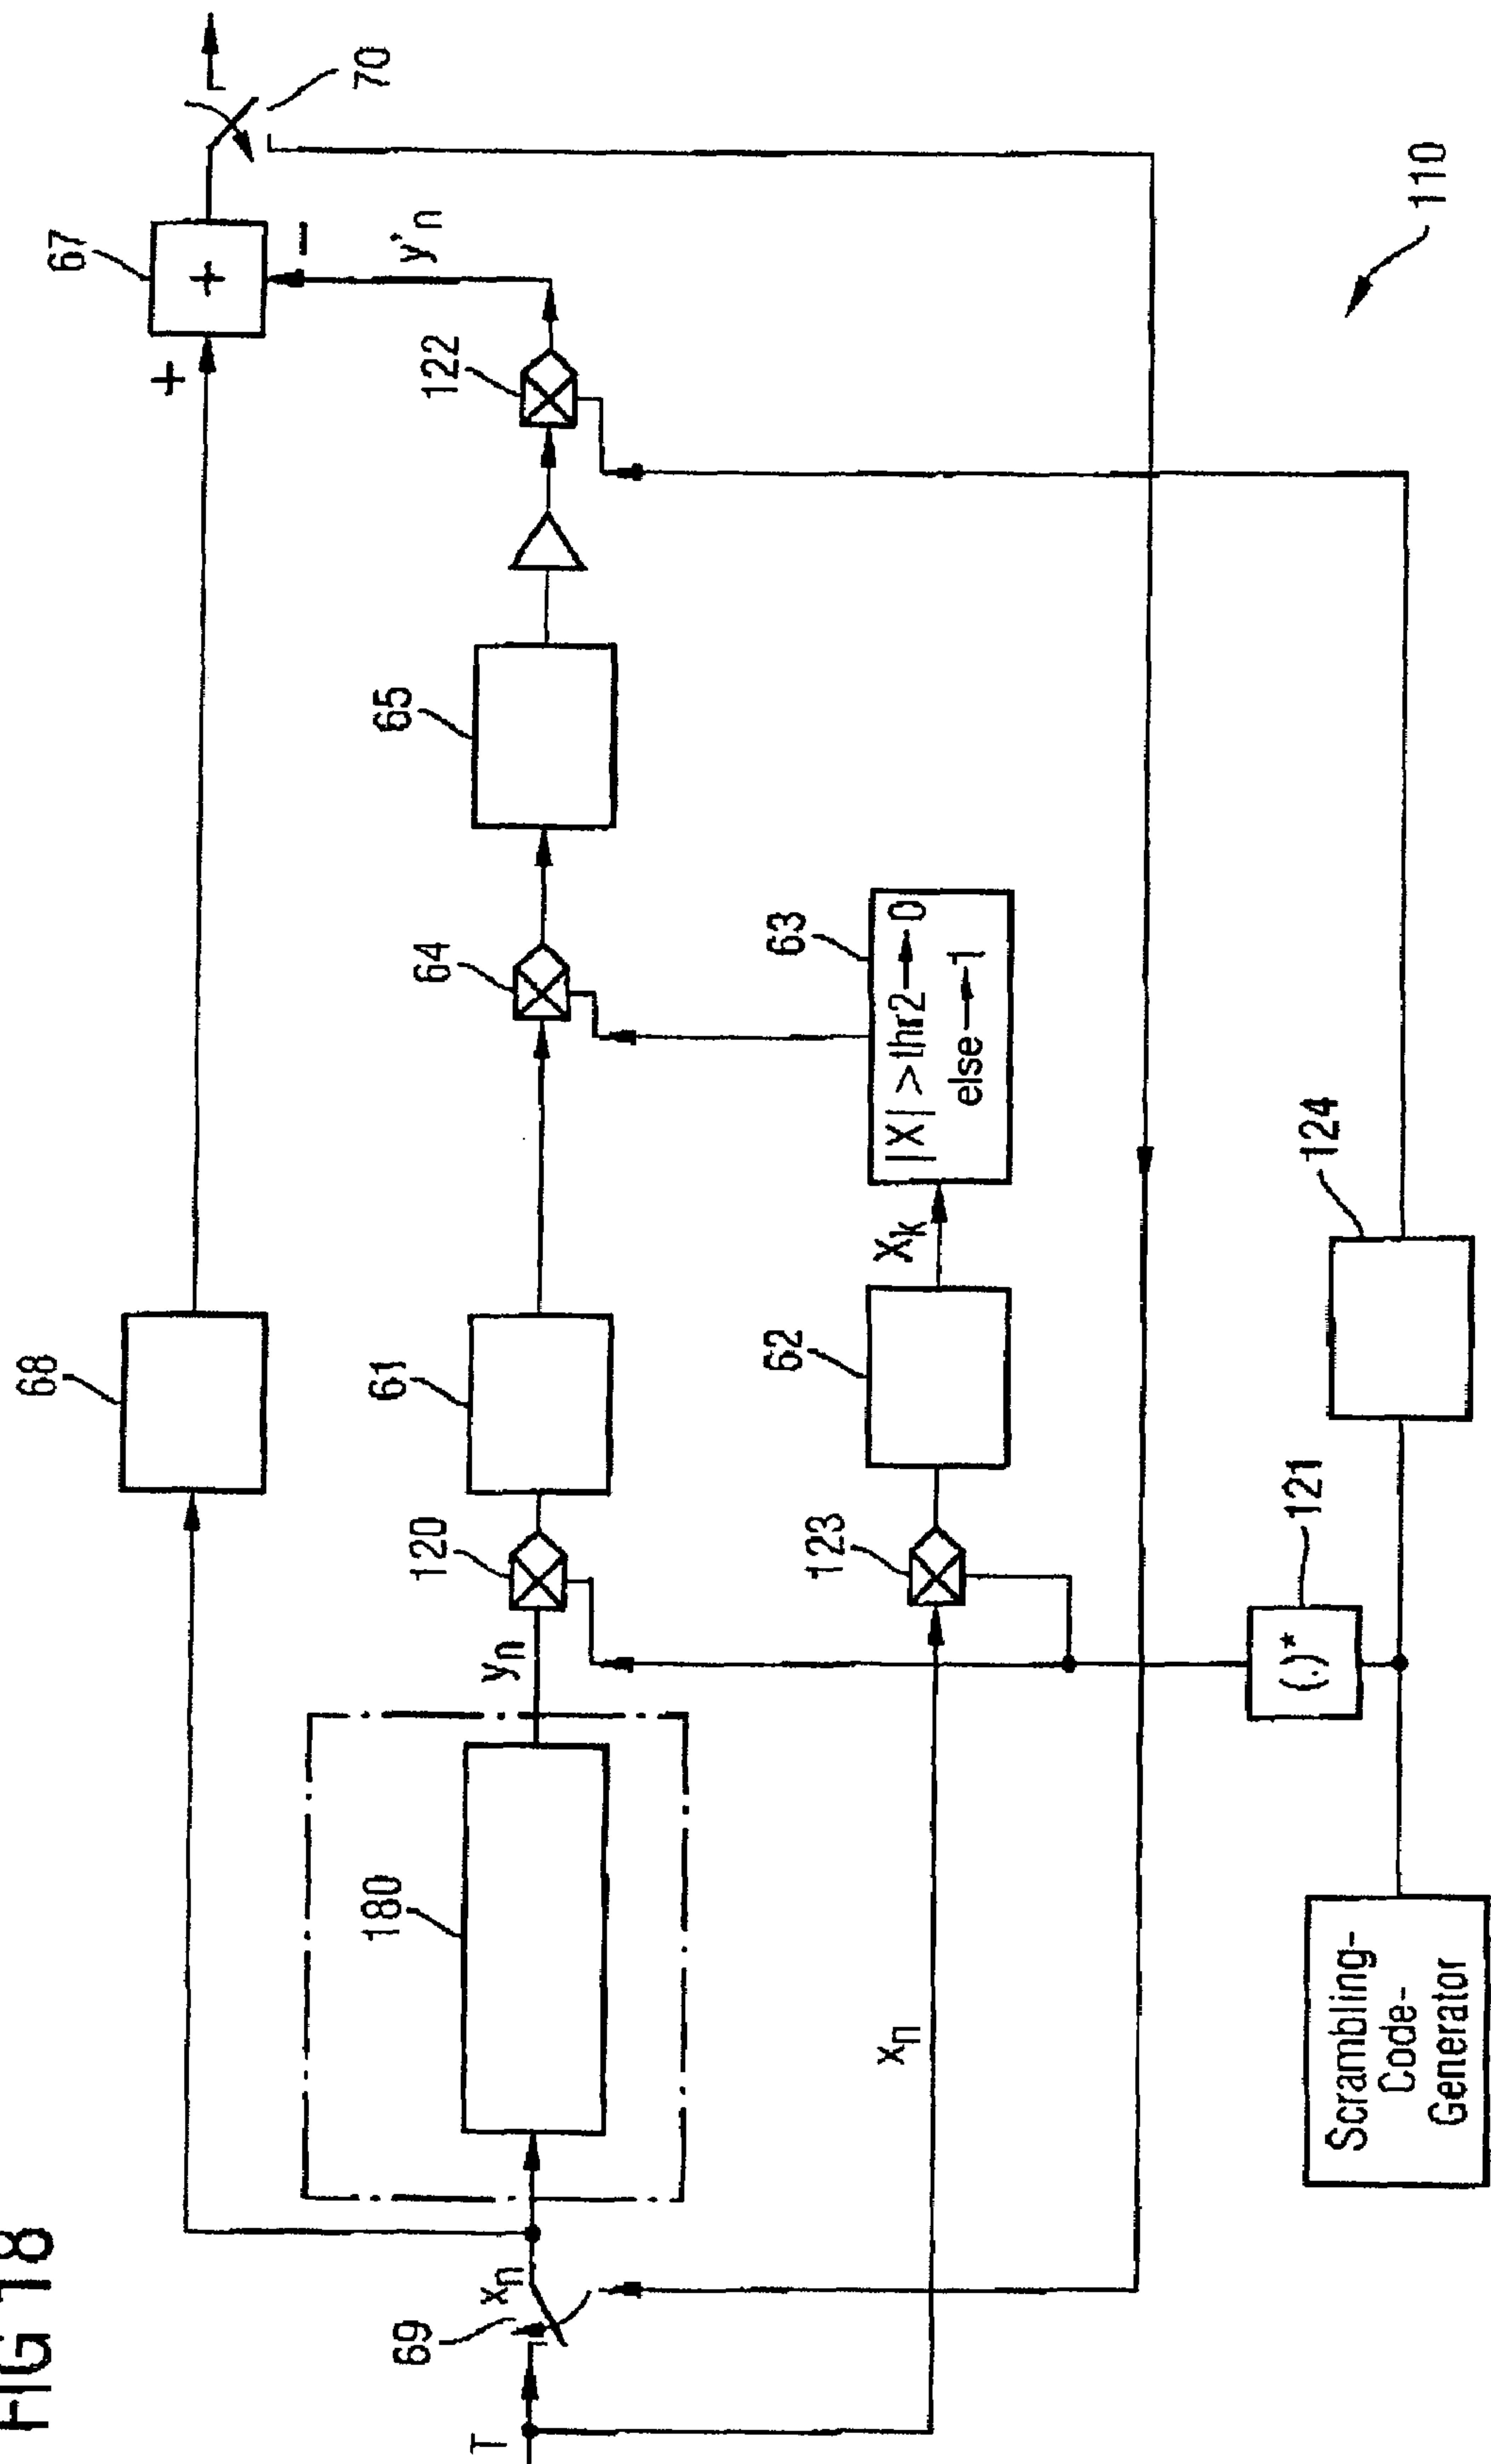 FIG 18
68
67
+
+
−
70
y'n
T
69
xn
180
yn
120
61
64
65
122
xn
123
62
Xk
63
|X| > thr2 → 0
else → 1
110
Scrambling-
Code-
Generator
(.)*
121
124